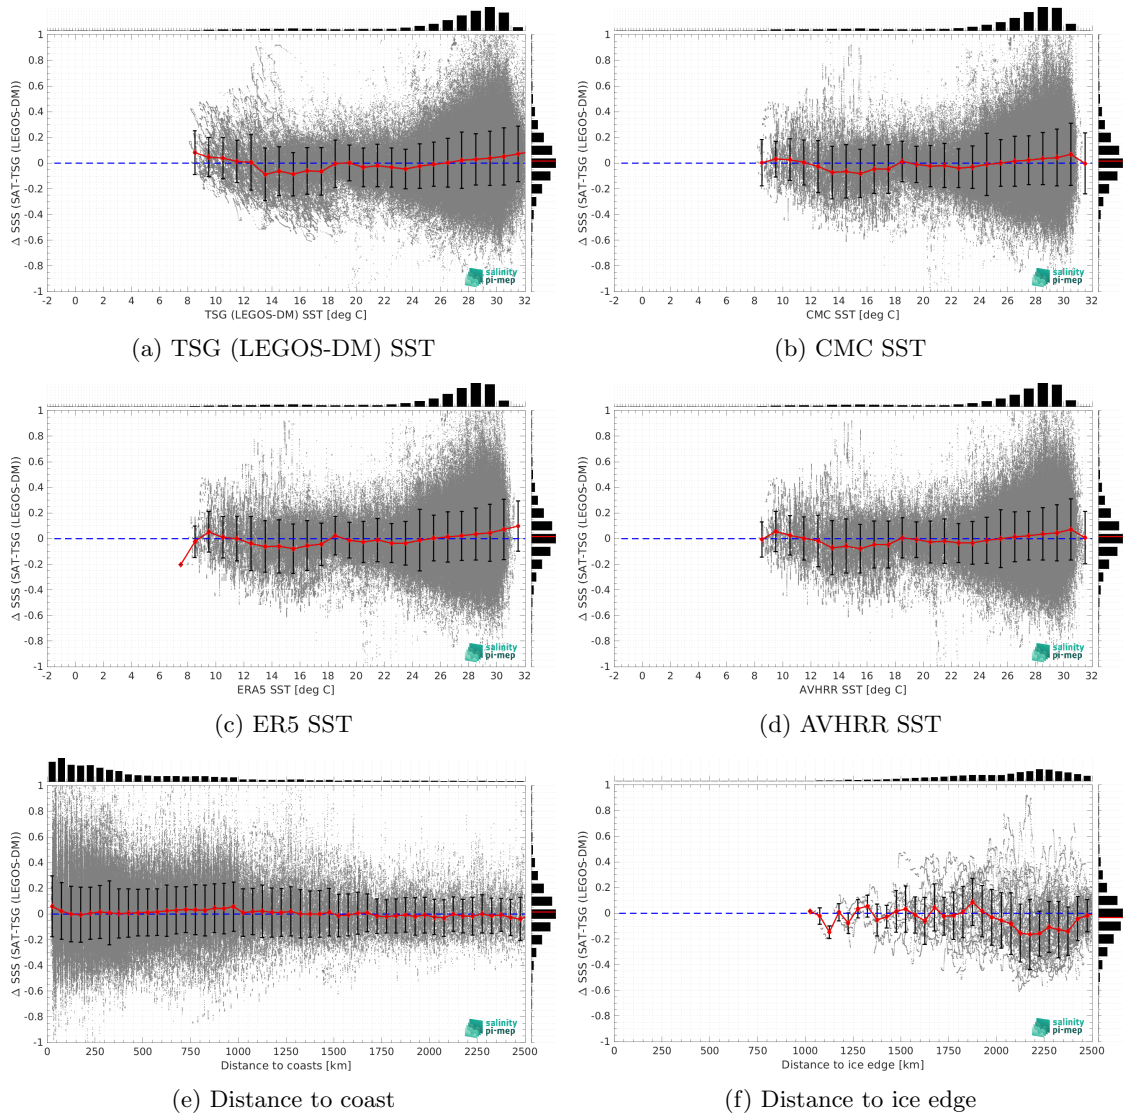 1
0.8
0.6
0.4
0.2
0
-0.2
-0.4
-0.6
-0.8
-1
Δ SSS (SAT-TSG (LEGOS-DM))
salinity
pi-mep
-2 0 2 4 6 8 10 12 14 16 18 20 22 24 26 28 30 32
TSG (LEGOS-DM) SST [deg C]
(a) TSG (LEGOS-DM) SST
1
0.8
0.6
0.4
0.2
0
-0.2
-0.4
-0.6
-0.8
-1
Δ SSS (SAT-TSG (LEGOS-DM))
salinity
pi-mep
-2 0 2 4 6 8 10 12 14 16 18 20 22 24 26 28 30 32
CMC SST [deg C]
(b) CMC SST
1
0.8
0.6
0.4
0.2
0
-0.2
-0.4
-0.6
-0.8
-1
Δ SSS (SAT-TSG (LEGOS-DM))
salinity
pi-mep
-2 0 2 4 6 8 10 12 14 16 18 20 22 24 26 28 30 32
ERA5 SST [deg C]
(c) ER5 SST
1
0.8
0.6
0.4
0.2
0
-0.2
-0.4
-0.6
-0.8
-1
Δ SSS (SAT-TSG (LEGOS-DM))
salinity
pi-mep
-2 0 2 4 6 8 10 12 14 16 18 20 22 24 26 28 30 32
AVHRR SST [deg C]
(d) AVHRR SST
1
0.8
0.6
0.4
0.2
0
-0.2
-0.4
-0.6
-0.8
-1
Δ SSS (SAT-TSG (LEGOS-DM))
salinity
pi-mep
0 250 500 750 1000 1250 1500 1750 2000 2250 2500
Distance to coasts [km]
(e) Distance to coast
1
0.8
0.6
0.4
0.2
0
-0.2
-0.4
-0.6
-0.8
-1
Δ SSS (SAT-TSG (LEGOS-DM))
salinity
pi-mep
0 250 500 750 1000 1250 1500 1750 2000 2250 2500
Distance to ice edge [km]
(f) Distance to ice edge